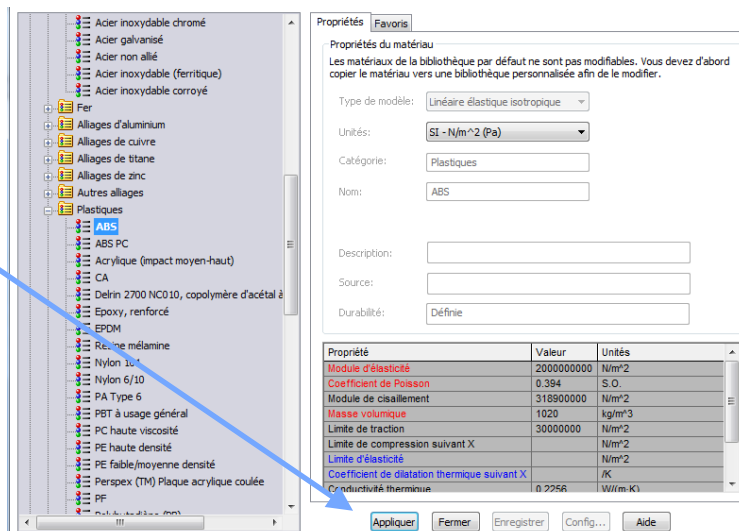 Acier inoxydable chromé
Acier galvanisé
Acier non allié
Acier inoxydable (ferritique)
Acier inoxydable corroyé
Fer
Alliages d'aluminium
Alliages de cuivre
Alliages de titane
Alliages de zinc
Autres alliages
Plastiques
ABS
ABS PC
Acrylique (impact moyen-haut)
CA
Delrin 2700 NC010, copolymère d'acétal à
Epoxy, renforcé
EPDM
Résine mélamine
Nylon 101
Nylon 6/10
PA Type 6
PBT à usage général
PC haute viscosité
PE haute densité
PE faible/moyenne densité
Perspex (TM) Plaque acrylique coulée
PF
Propriétés Favoris
Propriétés du matériau
Les matériaux de la bibliothèque par défaut ne sont pas modifiables. Vous devez d'abord
copier le matériau vers une bibliothèque personnalisée afin de le modifier.
Type de modèle: Linéaire élastique isotropique
Unités: SI - N/m^2 (Pa)
Catégorie: Plastiques
Nom: ABS
Description:
Source:
Durabilité: Définie
Propriété Valeur Unités
Module d'élasticité 2000000000 N/m^2
Coefficient de Poisson 0.394 S.O.
Module de cisaillement 318900000 N/m^2
Masse volumique 1020 kg/m^3
Limite de traction 30000000 N/m^2
Limite de compression suivant X N/m^2
Limite d'élasticité N/m^2
Coefficient de dilatation thermique suivant X /K
Conductivité thermique 0.2256 W/(m·K)
Appliquer Fermer Enregistrer Config... Aide